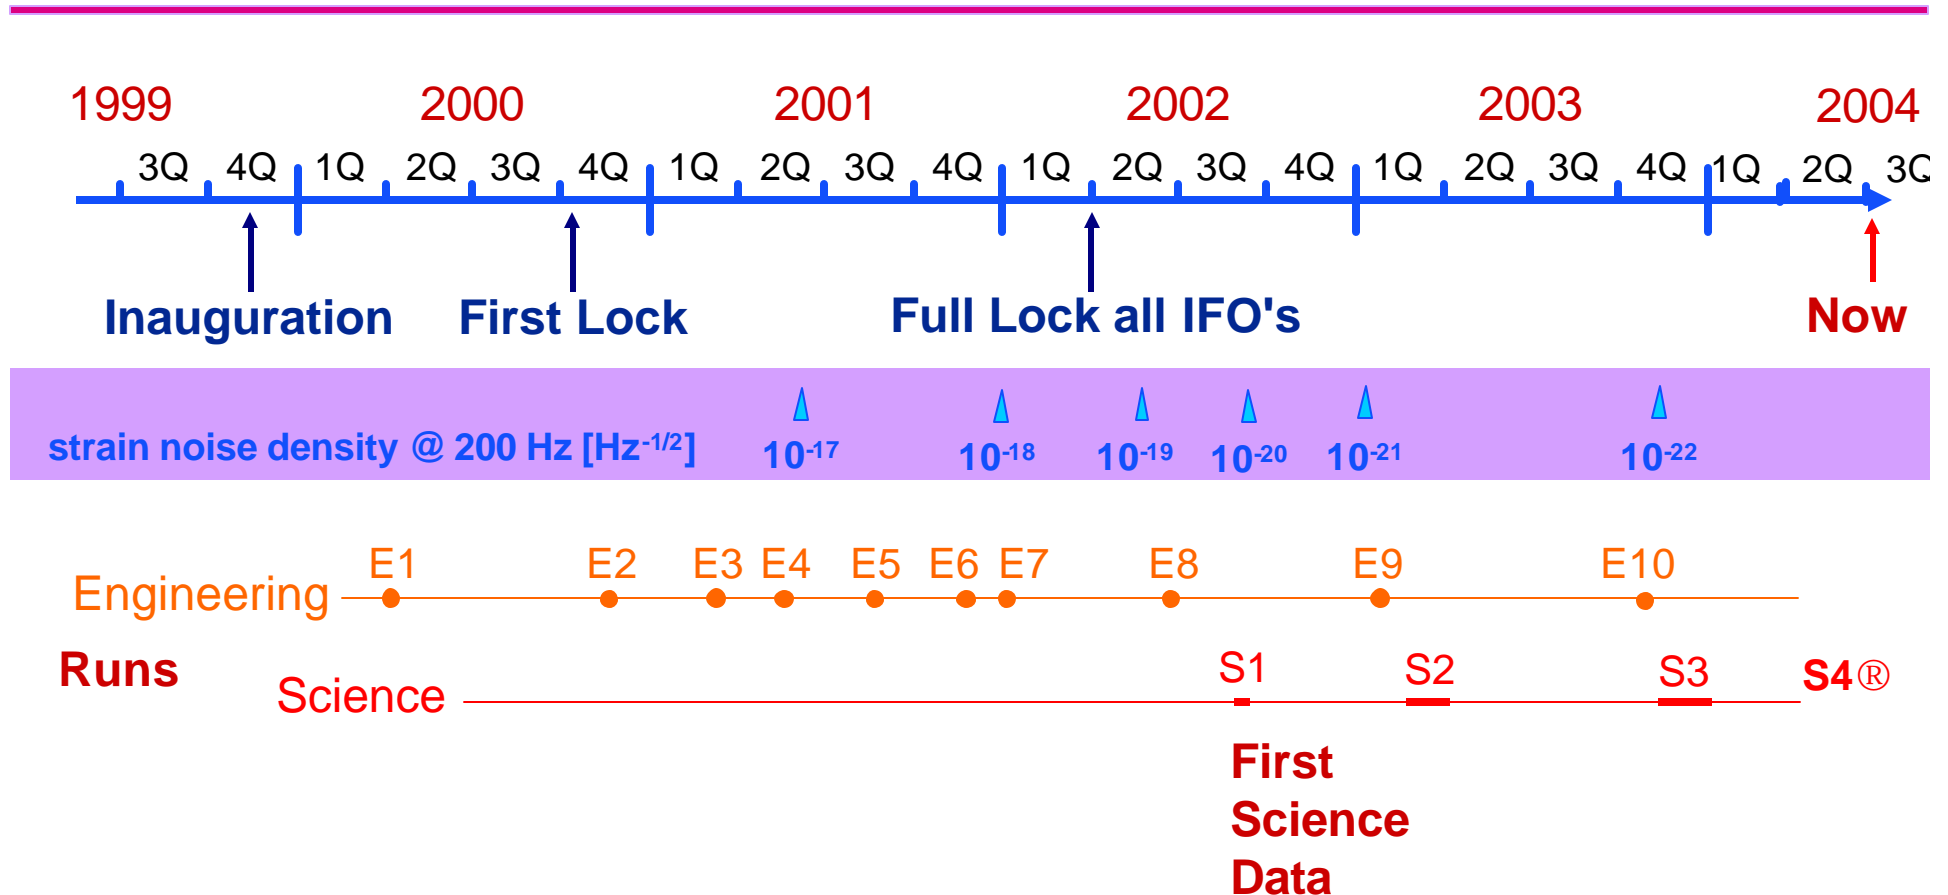 1999 2000 2001 2002 2003 2004
3Q 4Q 1Q 2Q 3Q 4Q 1Q 2Q 3Q 4Q 1Q 2Q 3Q 4Q 1Q 2Q 3Q 4Q 1Q 2Q 3Q
Inauguration First Lock Full Lock all IFO's Now
strain noise density @ 200 Hz [Hz⁻¹/²] 10⁻¹⁷ 10⁻¹⁸ 10⁻¹⁹ 10⁻²⁰ 10⁻²¹ 10⁻²²
E1 E2 E3 E4 E5 E6 E7 E8 E9 E10
Engineering
Runs
S1 S2 S3 S4®
Science
First
Science
Data